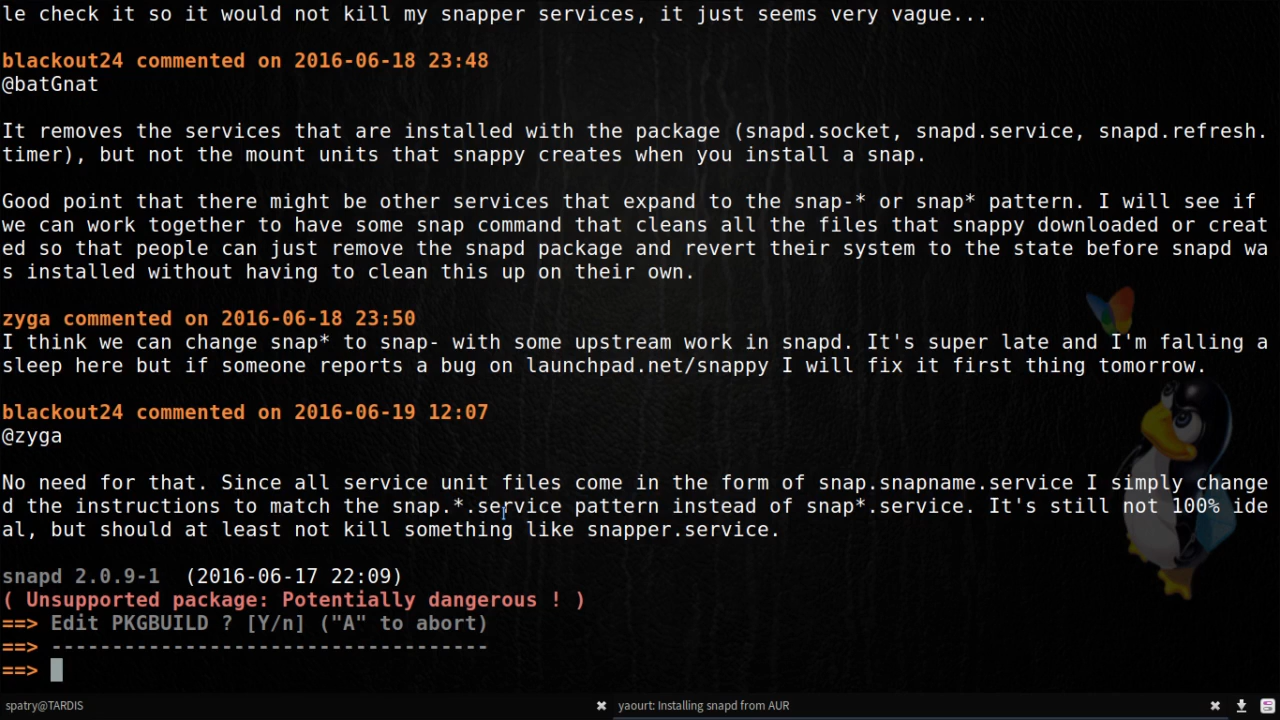 le check it so it would not kill my snapper services, it just seems very vague...
blackout24 commented on 2016-06-18 23:48
@batGnat
It removes the services that are installed with the package (snapd.socket, snapd.service, snapd.refresh.
timer), but not the mount units that snappy creates when you install a snap.
Good point that there might be other services that expand to the snap-* or snap* pattern. I will see if
we can work together to have some snap command that cleans all the files that snappy downloaded or creat
ed so that people can just remove the snapd package and revert their system to the state before snapd wa
s installed without having to clean this up on their own.
zyga commented on 2016-06-18 23:50
I think we can change snap* to snap- with some upstream work in snapd. It's super late and I'm falling a
sleep here but if someone reports a bug on launchpad.net/snappy I will fix it first thing tomorrow.
blackout24 commented on 2016-06-19 12:07
@zyga
No need for that. Since all service unit files come in the form of snap.snapname.service I simply change
d the instructions to match the snap.*.service pattern instead of snap*.service. It's still not 100% ide
al, but should at least not kill something like snapper.service.
snapd 2.0.9-1  (2016-06-17 22:09)
( Unsupported package: Potentially dangerous ! )
==> Edit PKGBUILD ? [Y/n] ("A" to abort)
==> ------------------------------------
==>
spatry@TARDIS
yaourt: Installing snapd from AUR